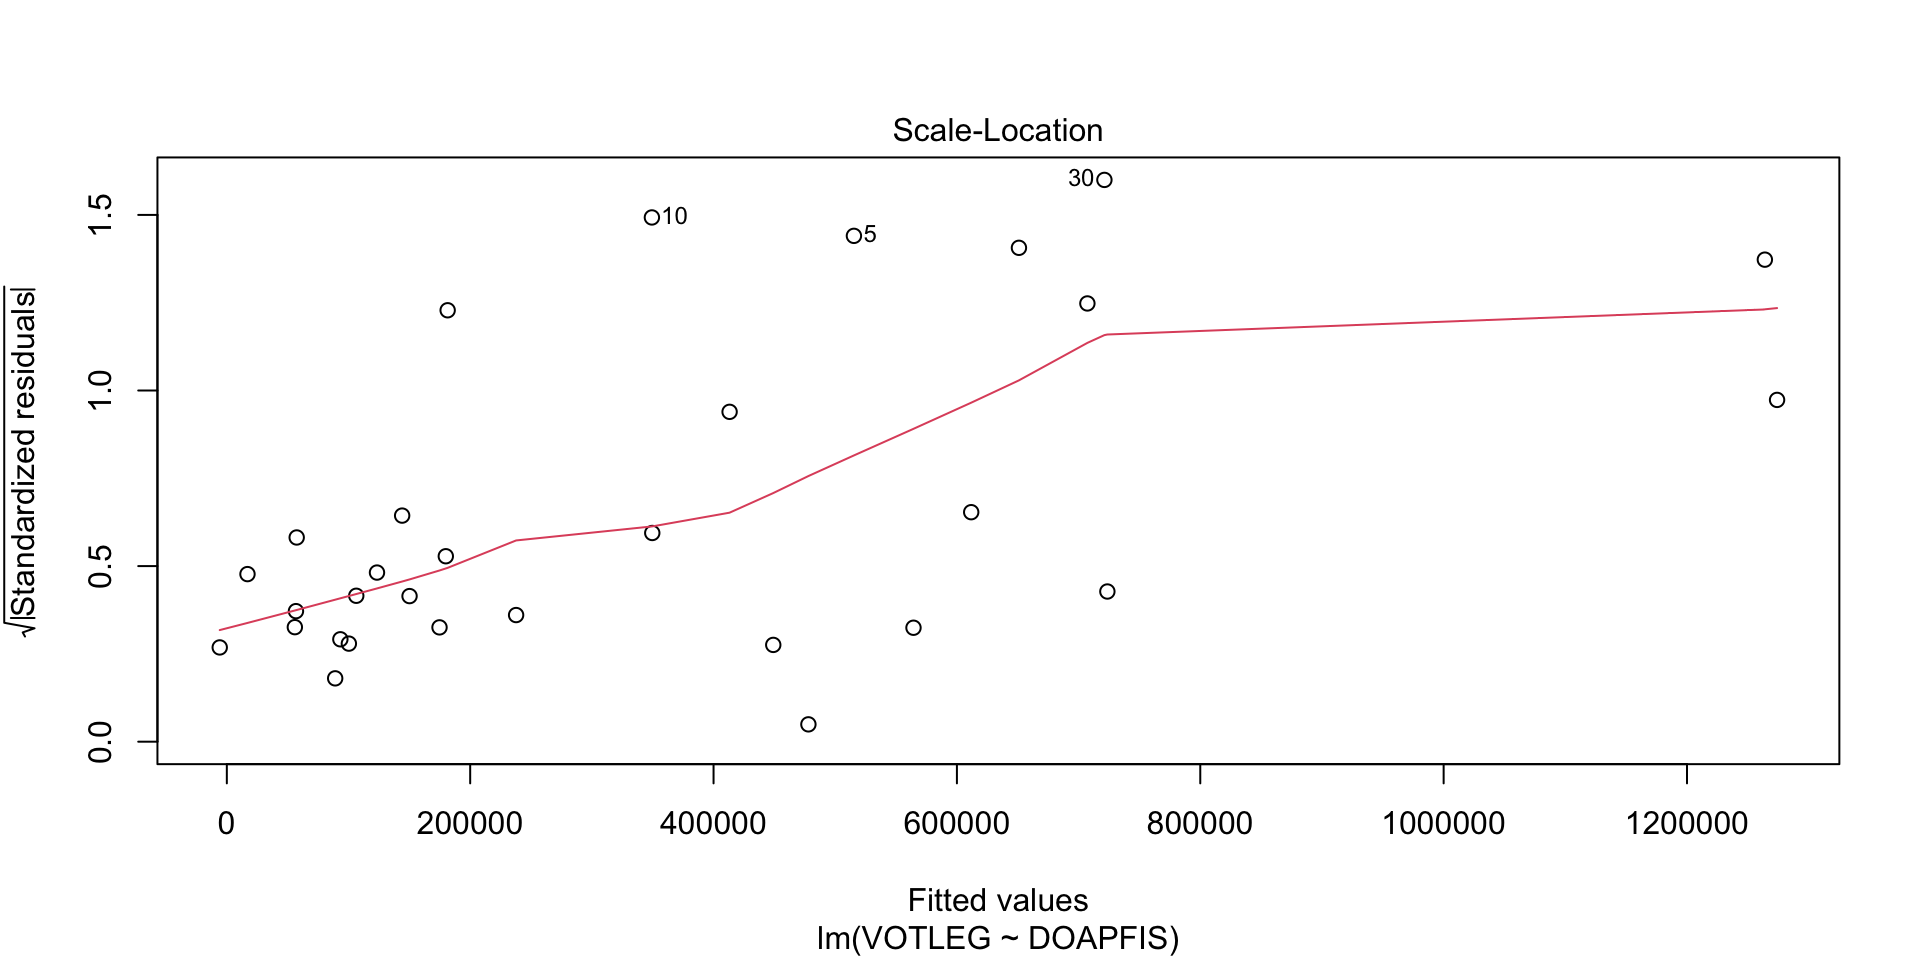 Scale-Location
√|Standardized residuals|
1.5
1.0
0.5
0.0
30
10
5
0 200000 400000 600000 800000 1000000 1200000
Fitted values
lm(VOTLEG ~ DOAPFIS)